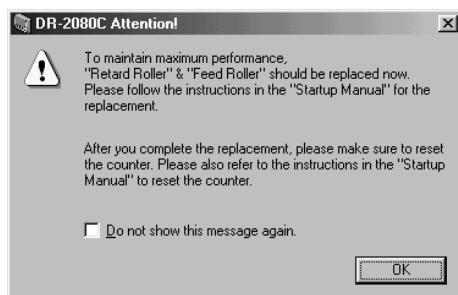 DR-2080C Attention!
To maintain maximum performance,
"Retard Roller" & "Feed Roller" should be replaced now.
Please follow the instructions in the "Startup Manual" for the
replacement.
After you complete the replacement, please make sure to reset
the counter. Please also refer to the instructions in the "Startup
Manual" to reset the counter.
Do not show this message again.
OK